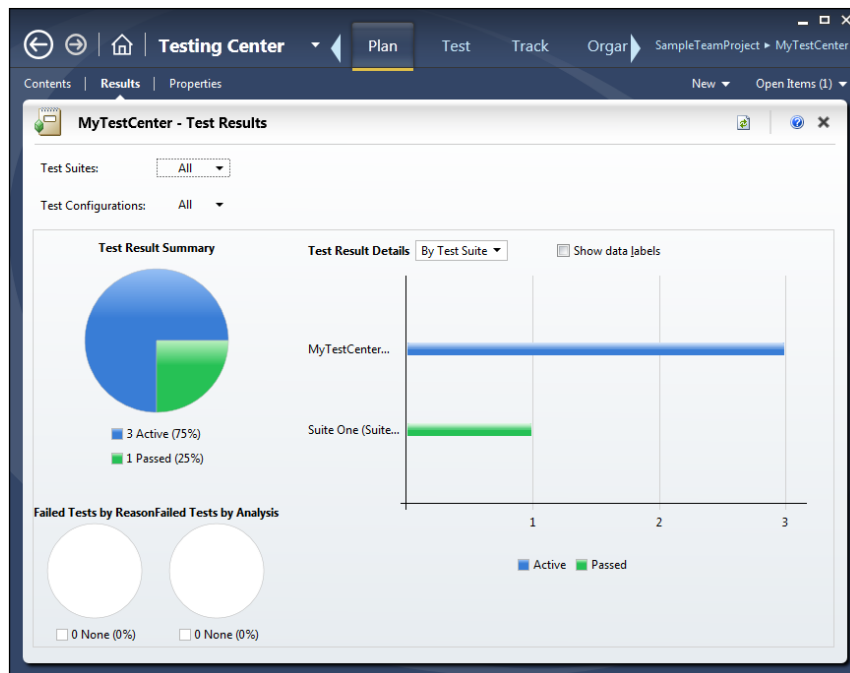 Testing Center
Plan
Test
Track
Orgar
SampleTeamProject ▸ MyTestCenter
Contents | Results | Properties
New
Open Items (1)
MyTestCenter - Test Results
Test Suites: All
Test Configurations: All
Test Result Summary
3 Active (75%)
1 Passed (25%)
Failed Tests by Reason
0 None (0%)
Failed Tests by Analysis
0 None (0%)
Test Result Details By Test Suite Show data labels
MyTestCenter...
Suite One (Suite...
1 2 3
Active Passed